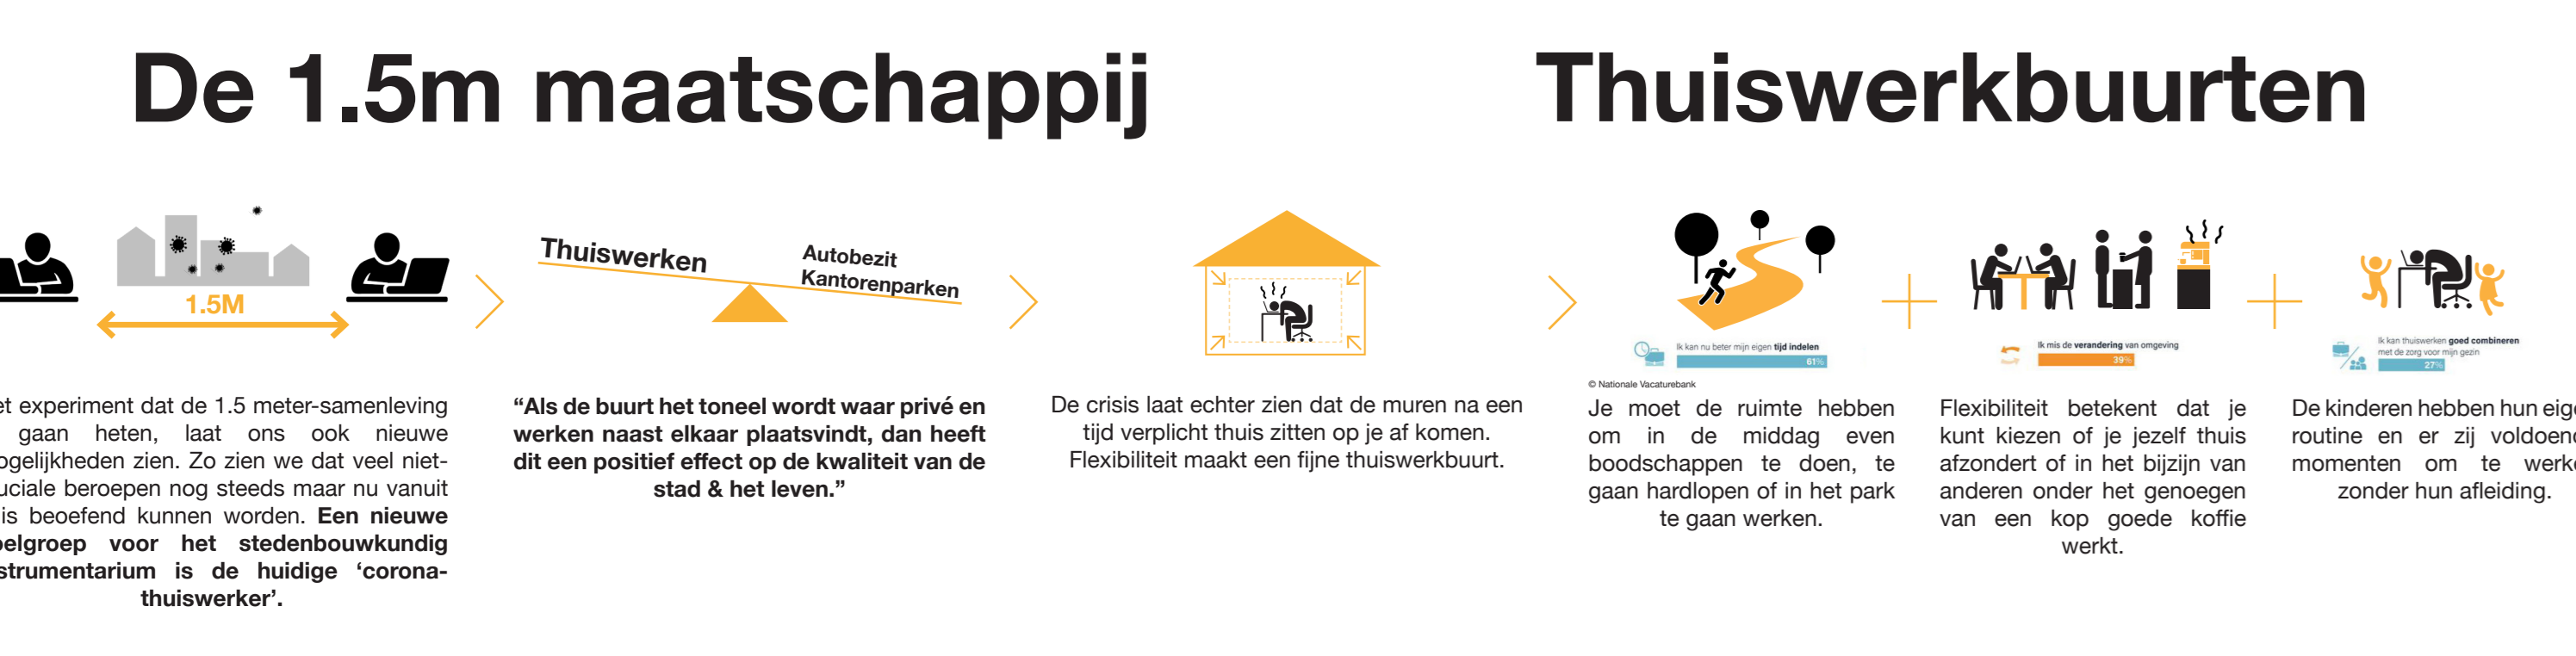 De 1.5m maatschappij
Thuiswerkbuurten
1.5M
experiment dat de 1.5 meter-samenleving
gaan heten, laat ons ook nieuwe
zien. Zo zien we dat veel niet-
beroepen nog steeds maar nu vanuit
beoefend kunnen worden. Een nieuwe
voor het stedenbouwkundig
is de huidige ‘corona-
thuiswerker’.
Thuiswerken
Autobezit
Kantorenparken
“Als de buurt het toneel wordt waar privé en
werken naast elkaar plaatsvindt, dan heeft
dit een positief effect op de kwaliteit van de
stad & het leven.”
De crisis laat echter zien dat de muren na een
tijd verplicht thuis zitten op je af komen.
Flexibiliteit maakt een fijne thuiswerkbuurt.
Ik kan nu beter mijn eigen tijd indelen
61%
© Nationale Vacaturebank
Je moet de ruimte hebben
om in de middag even
boodschappen te doen, te
gaan hardlopen of in het park
te gaan werken.
Ik mis de verandering van omgeving
39%
Flexibiliteit betekent dat je
kunt kiezen of je jezelf thuis
afzondert of in het bijzijn van
anderen onder het genoegen
van een kop goede koffie
werkt.
Ik kan thuiswerken goed combineren
met de zorg voor mijn gezin
27%
De kinderen hebben hun
routine en er zij
momenten om te
zonder hun afleiding.